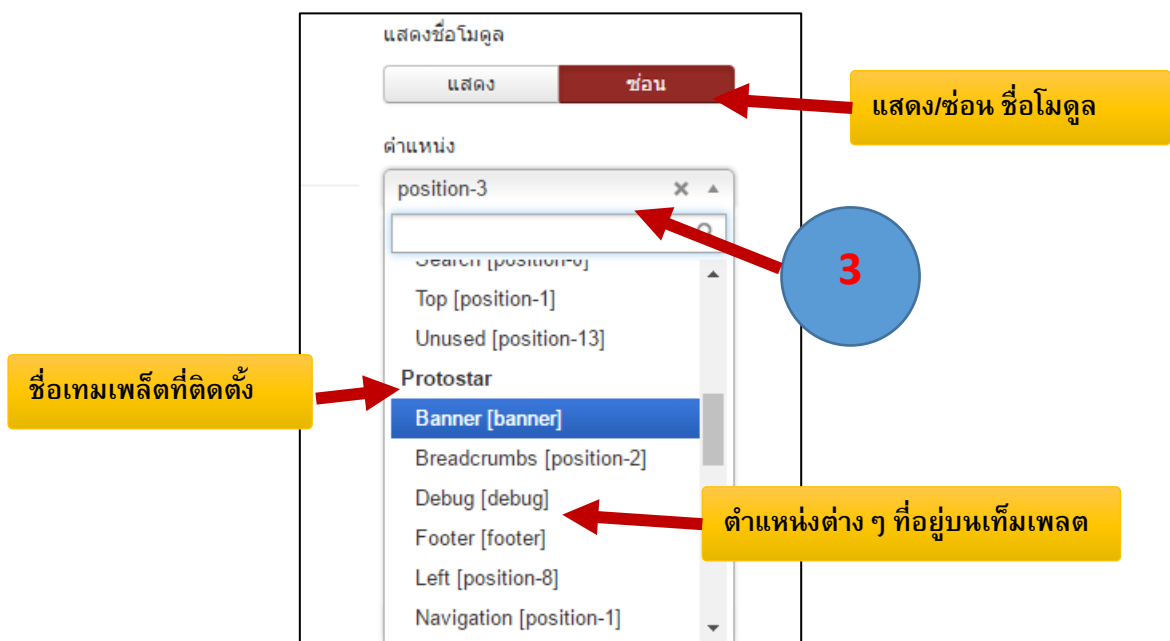 แสดงชื่อโมดูล
แสดง
ซ่อน
แสดง/ซ่อน ชื่อโมดูล
ตำแหน่ง
position-3
3
Search [position-0]
Top [position-1]
Unused [position-13]
ชื่อเทมเพล็ตที่ติดตั้ง
Protostar
Banner [banner]
Breadcrumbs [position-2]
Debug [debug]
ตำแหน่งต่าง ๆ ที่อยู่บนเท็มเพลต
Footer [footer]
Left [position-8]
Navigation [position-1]